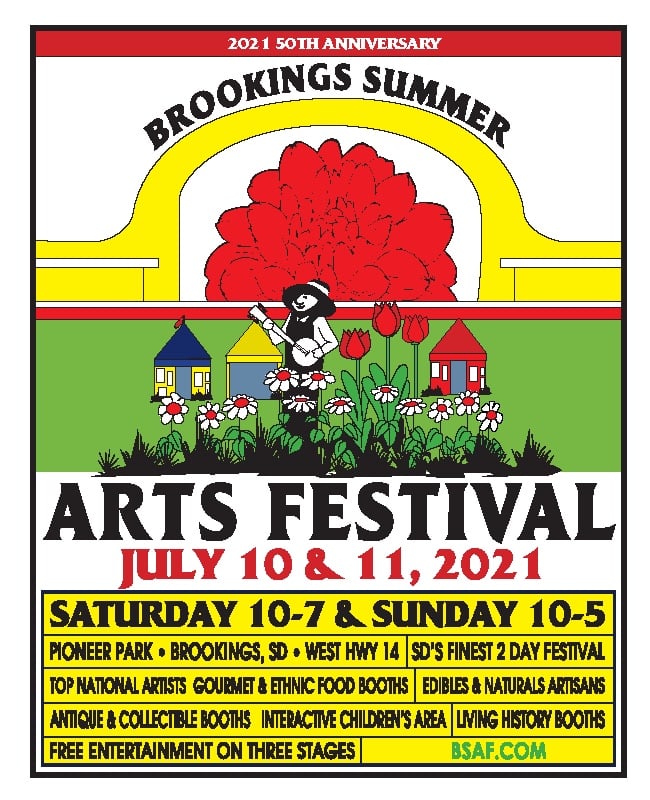 2021 50TH ANNIVERSARY
BROOKINGS SUMMER
ARTS FESTIVAL
JULY 10 & 11, 2021
SATURDAY 10-7 & SUNDAY 10-5
PIONEER PARK • BROOKINGS, SD • WEST HWY 14 SD'S FINEST 2 DAY FESTIVAL
TOP NATIONAL ARTISTS GOURMET & ETHNIC FOOD BOOTHS EDIBLES & NATURALS ARTISANS
ANTIQUE & COLLECTIBLE BOOTHS INTERACTIVE CHILDREN'S AREA LIVING HISTORY BOOTHS
FREE ENTERTAINMENT ON THREE STAGES BSAF.COM